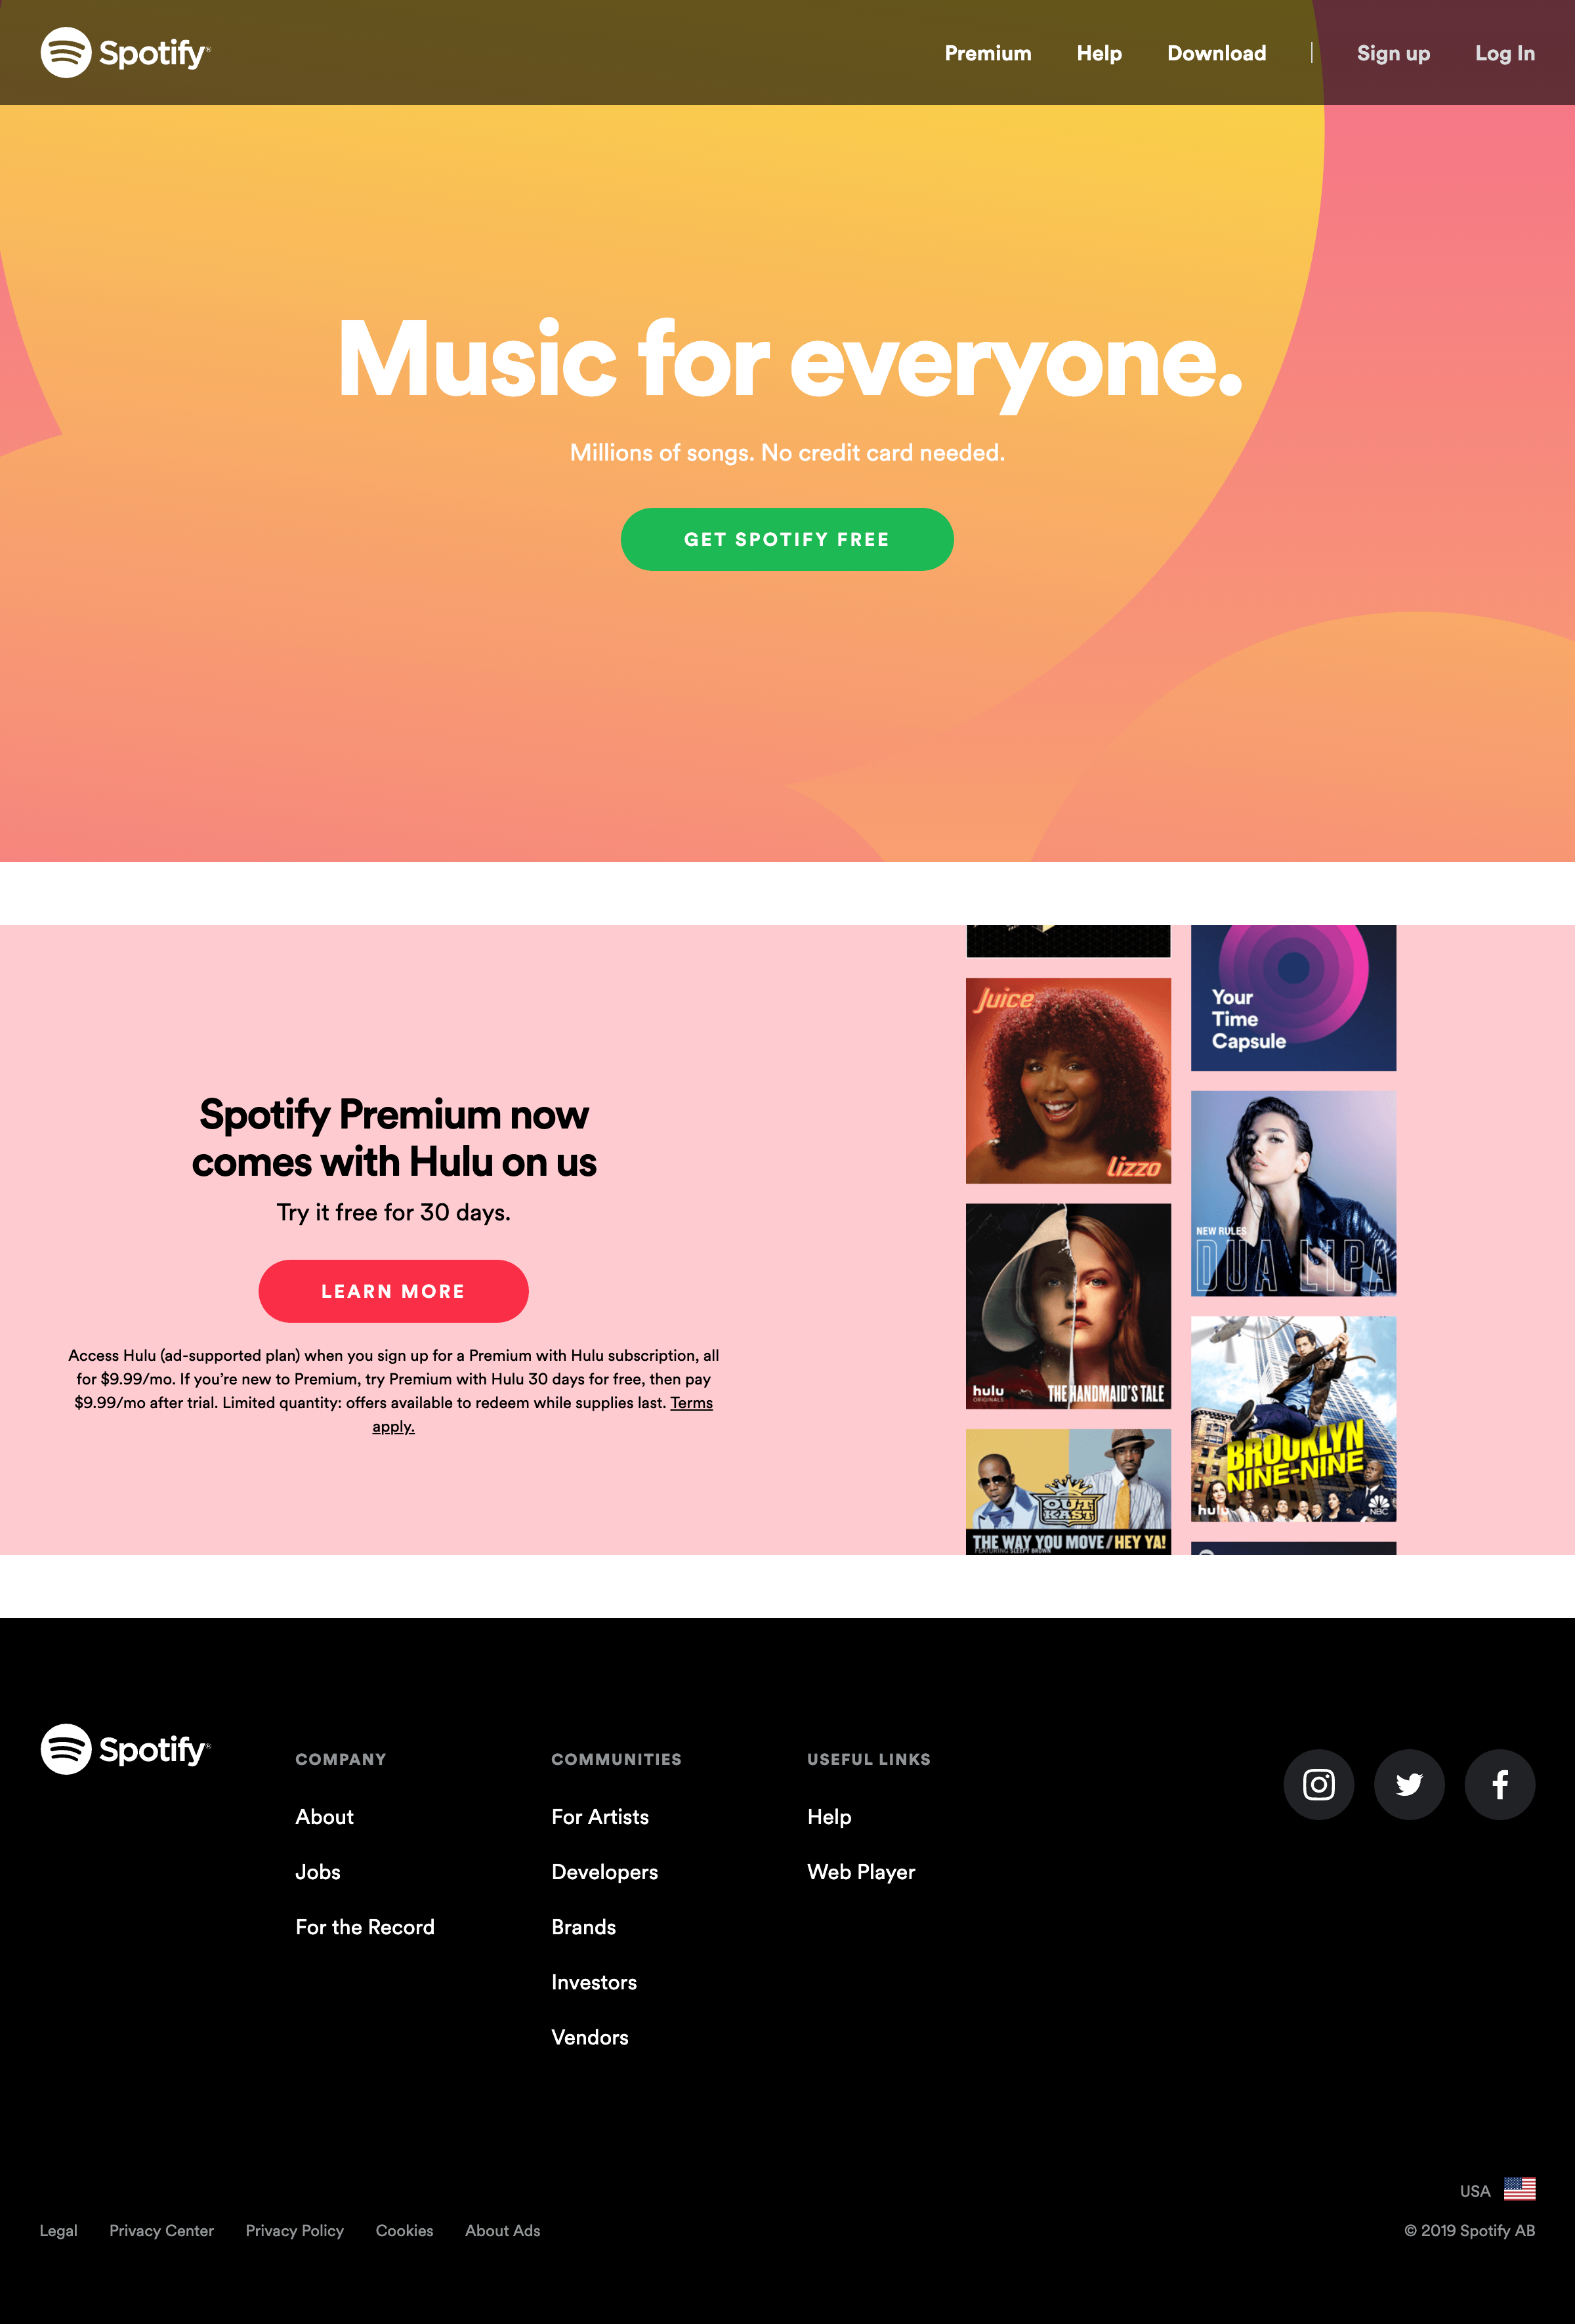 Spotify®
Premium
Help
Download
Sign up
Log In
Music for everyone.
Millions of songs. No credit card needed.
GET SPOTIFY FREE
Spotify Premium now
comes with Hulu on us
Try it free for 30 days.
LEARN MORE
Access Hulu (ad-supported plan) when you sign up for a Premium with Hulu subscription, all
for $9.99/mo. If you’re new to Premium, try Premium with Hulu 30 days for free, then pay
$9.99/mo after trial. Limited quantity: offers available to redeem while supplies last. Terms
apply.
Juice
lizzo
hulu
ORIGINALS
THE HANDMAID'S TALE
OUT
KAST
THE WAY YOU MOVE/HEY YA!
FEATURING SLEEPY BROWN
Your
Time
Capsule
NEW RULES
DUA LIPA
BROOKLYN
NINE-NINE
hulu
NBC
Spotify®
COMPANY
About
Jobs
For the Record
COMMUNITIES
For Artists
Developers
Brands
Investors
Vendors
USEFUL LINKS
Help
Web Player
USA
Legal
Privacy Center
Privacy Policy
Cookies
About Ads
© 2019 Spotify AB